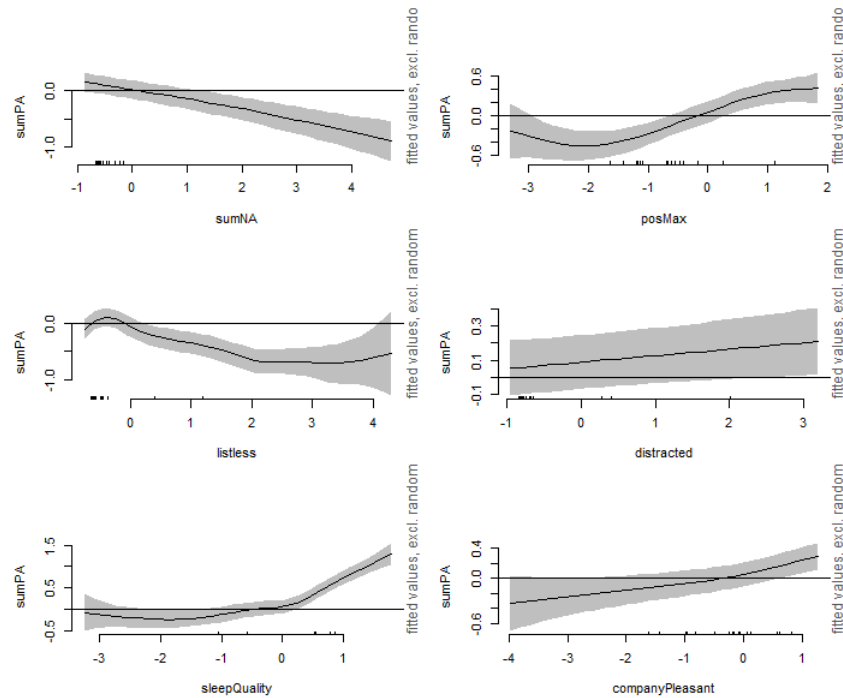 fitted values, excl. rando
sumPA
0.0
-1.0
-1 0 1 2 3 4
sumNA
fitted values, excl. rando
sumPA
0.6
0.0
-0.6
-3 -2 -1 0 1 2
posMax
fitted values, excl. random
sumPA
0.0
-1.0
0 1 2 3 4
listless
fitted values, excl. random
sumPA
0.3
0.1
-0.1
-1 0 1 2 3
distracted
fitted values, excl. random
sumPA
1.5
0.5
-0.5
-3 -2 -1 0 1
sleepQuality
fitted values, excl. random
sumPA
0.4
0.0
-0.6
-4 -3 -2 -1 0 1
companyPleasant